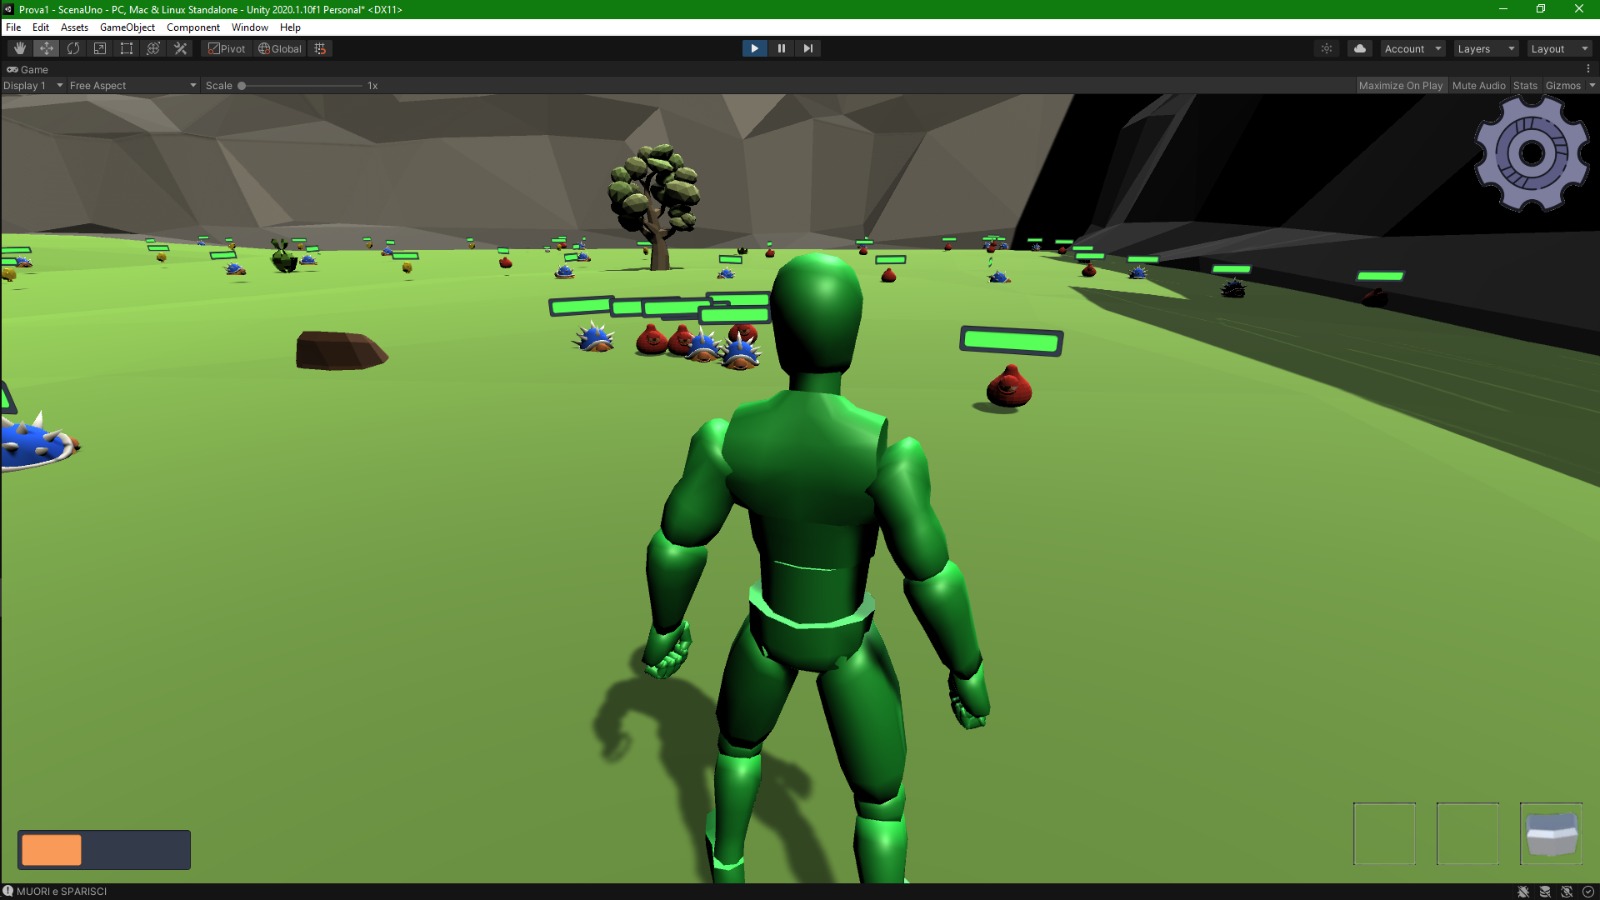 Prova1 - ScenaUno - PC, Mac & Linux Standalone - Unity 2020.1.10f1 Personal* <DX11>
File Edit Assets GameObject Component Window Help
Pivot Global Account Layers Layout
Game
Display 1 Free Aspect Scale 1x Maximize On Play Mute Audio Stats Gizmos
MUORI e SPARISCI